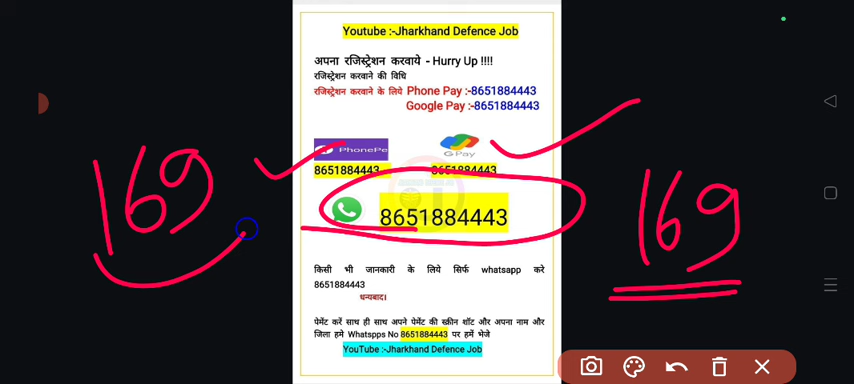 Youtube :-Jharkhand Defence Job
अपना रजिस्ट्रेशन करवाये - Hurry Up !!!!
रजिस्ट्रेशन करवाने की विधि
रजिस्ट्रेशन करवाने के लिये Phone Pay :-8651884443
Google Pay :-8651884443
PhonePe
G Pay
8651884443
8651884443
169
8651884443
169
किसी भी जानकारी के लिये सिर्फ whatsapp करे
8651884443
धन्यबाद।
पेमेंट करें साथ ही साथ अपने पेमेंट की स्क्रीन शॉट और अपना नाम और
जिला हमे Whatspps No 8651884443 पर हमें भेजे
YouTube :-Jharkhand Defence Job